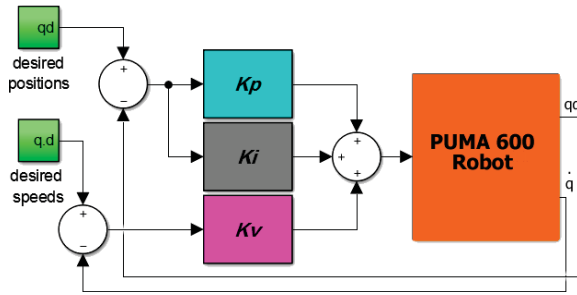 qd
desired
positions
q.d
desired
speeds
+
−
+
−
Kp
Ki
Kv
+
+
+
PUMA 600
Robot
qd
q̇